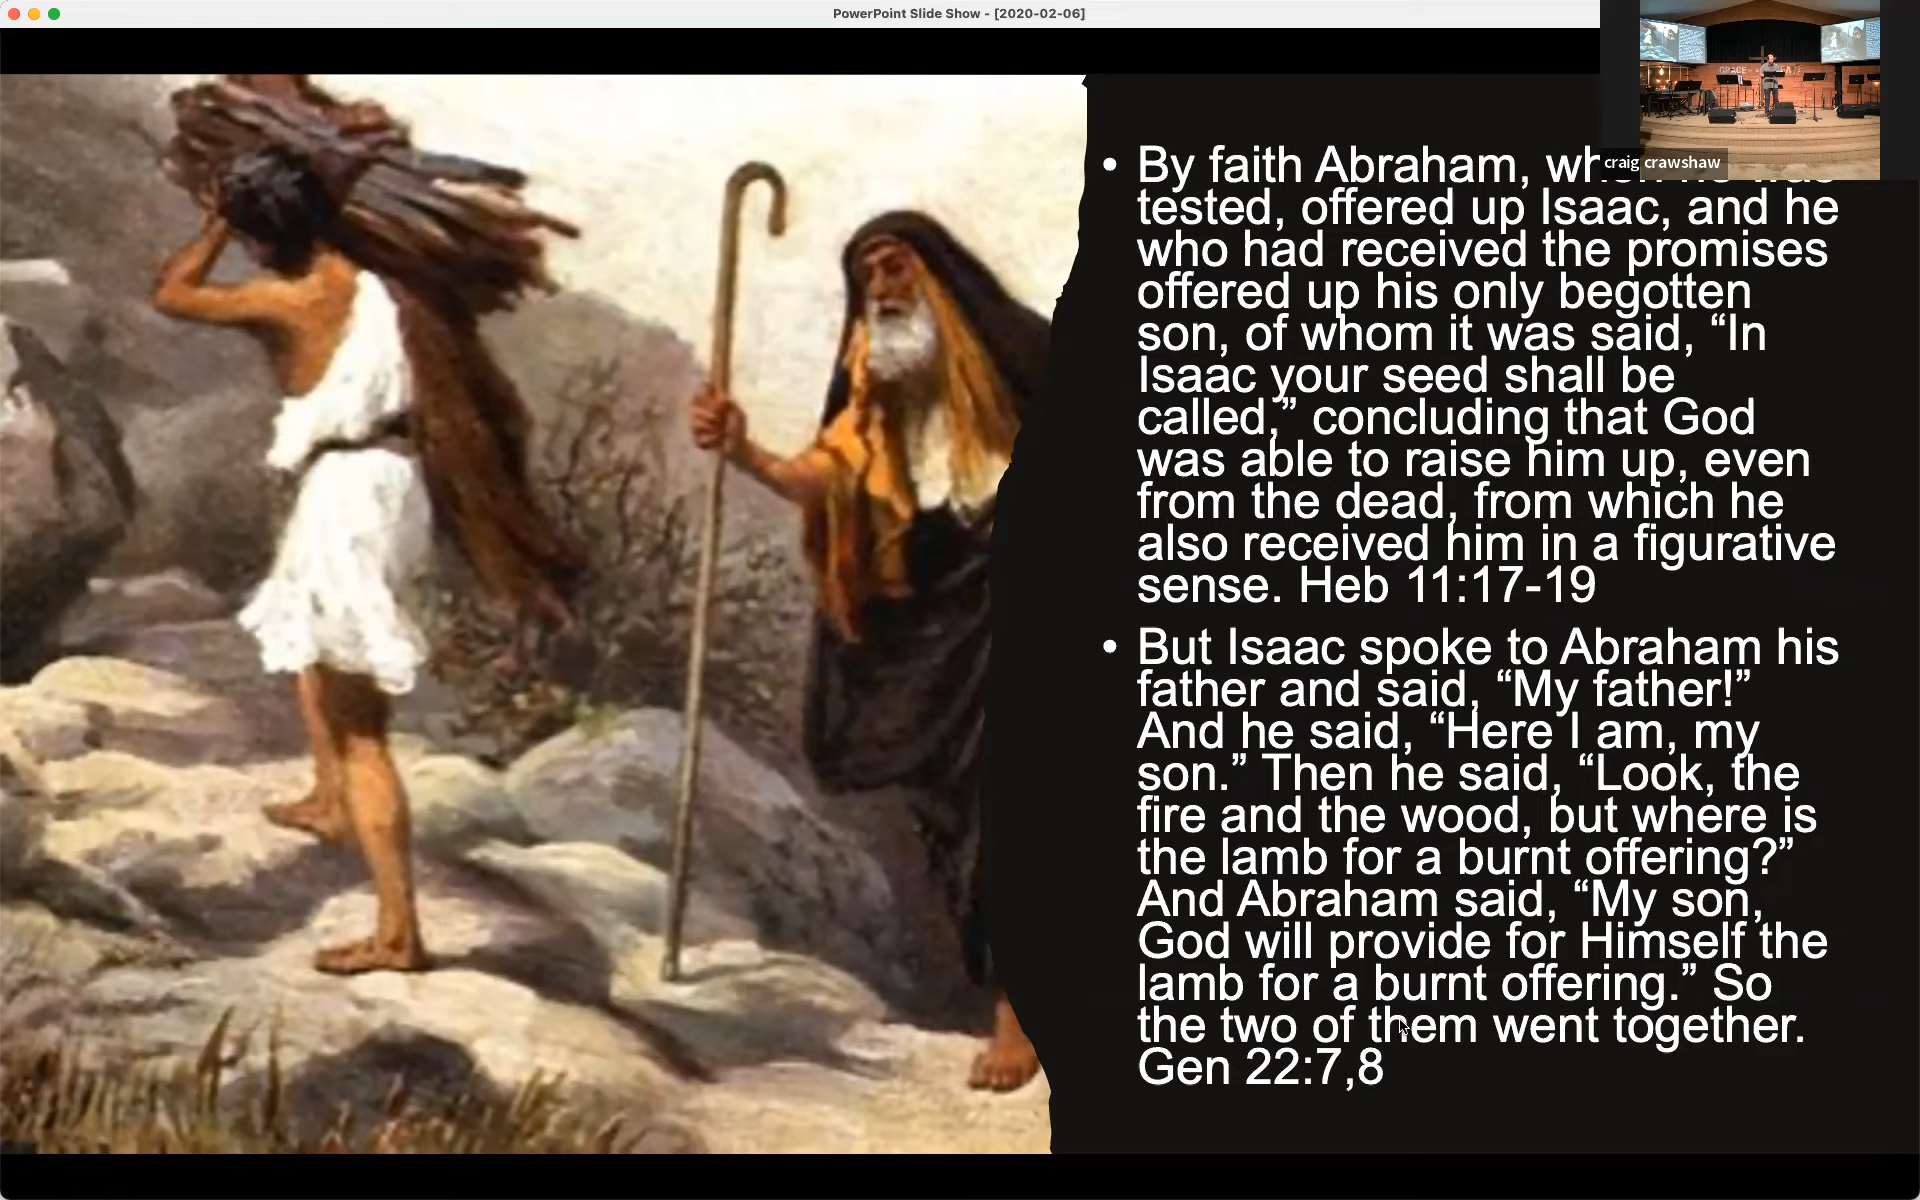 PowerPoint Slide Show - [2020-02-06]
craig crawshaw
• By faith Abraham, when he was
tested, offered up Isaac, and he
who had received the promises
offered up his only begotten
son, of whom it was said, “In
Isaac your seed shall be
called,” concluding that God
was able to raise him up, even
from the dead, from which he
also received him in a figurative
sense. Heb 11:17-19
• But Isaac spoke to Abraham his
father and said, “My father!”
And he said, “Here I am, my
son.” Then he said, “Look, the
fire and the wood, but where is
the lamb for a burnt offering?”
And Abraham said, “My son,
God will provide for Himself the
lamb for a burnt offering.” So
the two of them went together.
Gen 22:7,8